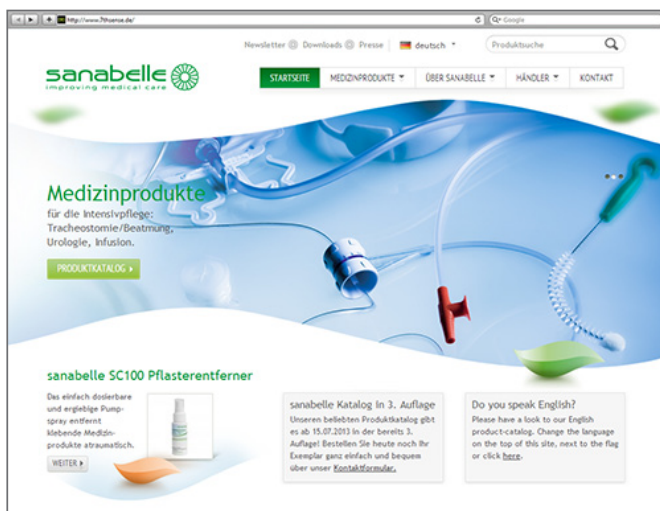 http://www.7thsense.de/
Google
Newsletter @ Downloads @ Presse
deutsch
Produktsuche
sanabelle
improving medical care
STARTSEITE
MEDIZINPRODUKTE
ÜBER SANABELLE
HÄNDLER
KONTAKT
Medizinprodukte
für die Intensivpflege:
Tracheostomie/Beatmung,
Urologie, Infusion.
PRODUKTKATALOG
sanabelle SC100 Pflasterentferner
Das einfach dosierbare
und ergiebige Pump-
spray entfernt
klebende Medizin-
produkte atraumatisch.
WEITER
sanabelle Katalog in 3. Auflage
Unseren beliebten Produktkatalog gibt
es ab 15.07.2013 in der bereits 3.
Auflage! Bestellen Sie heute noch Ihr
Exemplar ganz einfach und bequem
über unser Kontaktformular.
Do you speak English?
Please have a look to our English
product-catalog. Change the language
on the top of this site, next to the flag
or click here.